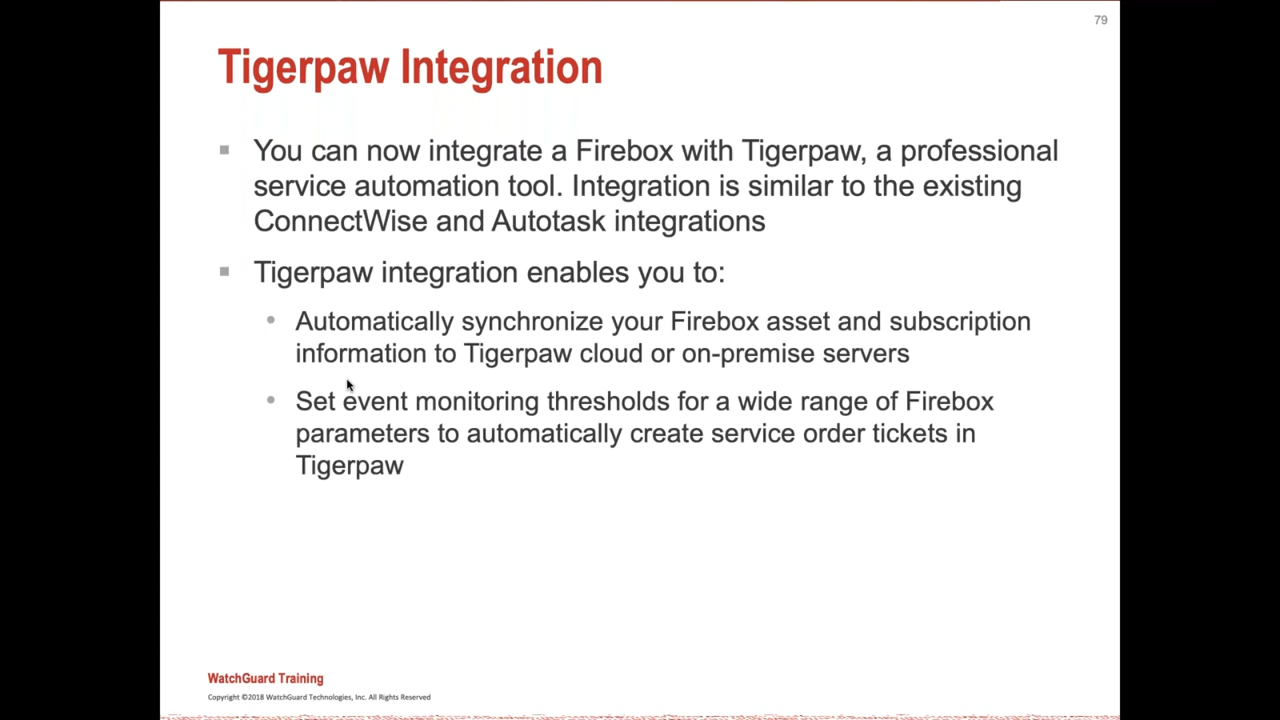 79
Tigerpaw Integration
You can now integrate a Firebox with Tigerpaw, a professional
service automation tool. Integration is similar to the existing
ConnectWise and Autotask integrations
Tigerpaw integration enables you to:
Automatically synchronize your Firebox asset and subscription
information to Tigerpaw cloud or on-premise servers
Set event monitoring thresholds for a wide range of Firebox
parameters to automatically create service order tickets in
Tigerpaw
WatchGuard Training
Copyright ©2018 WatchGuard Technologies, Inc. All Rights Reserved